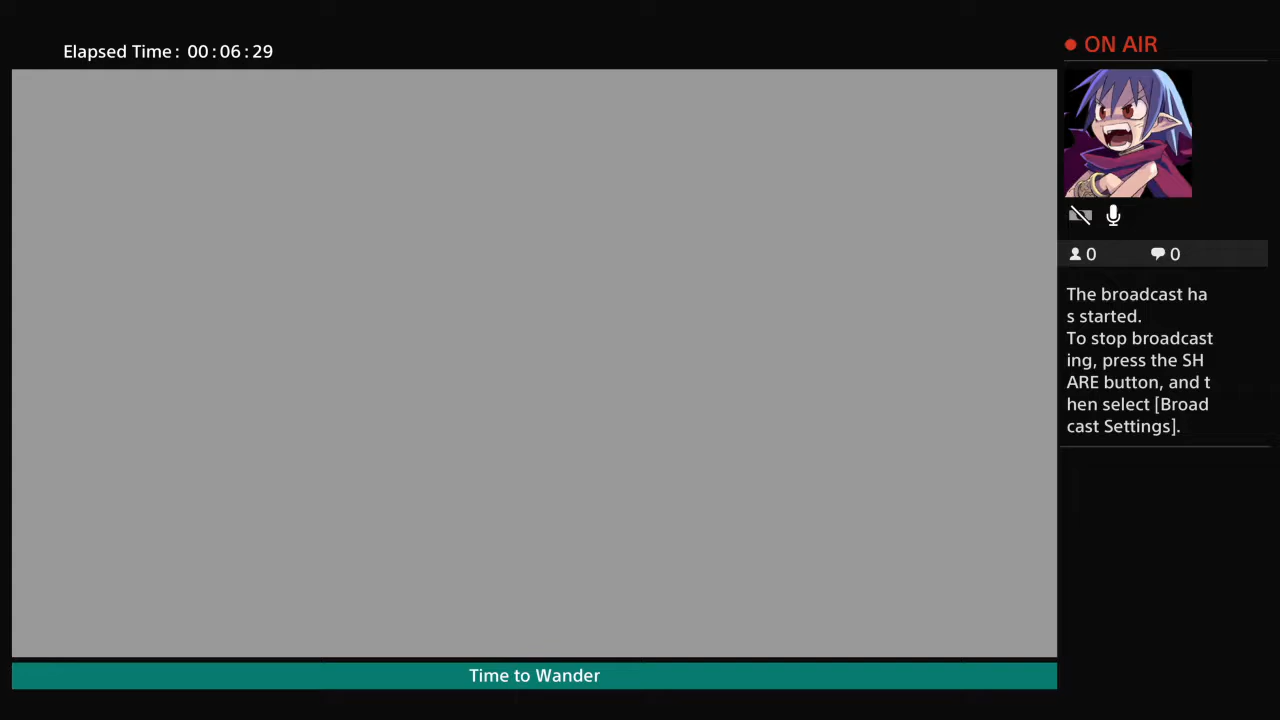 Elapsed Time: 00:06:29
ON AIR
0 0
The broadcast ha
s started.
To stop broadcast
ing, press the SH
ARE button, and t
hen select [Broad
cast Settings].
Time to Wander